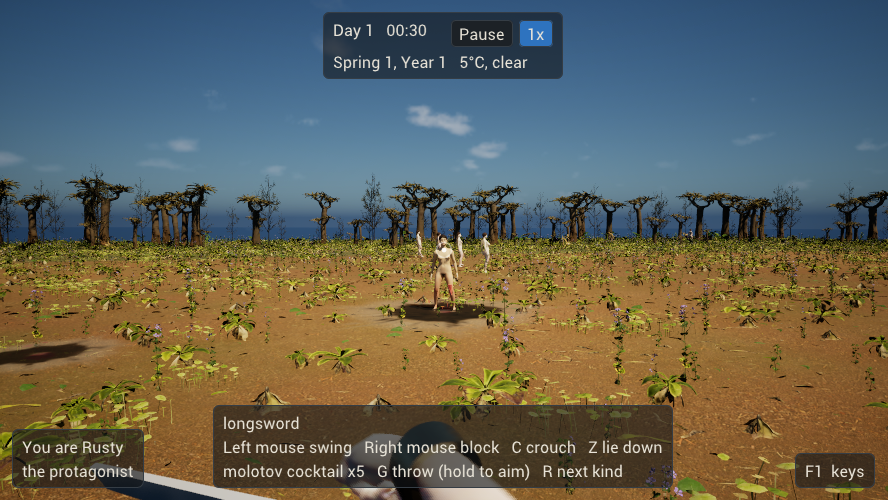 Day 1 00:30 Pause 1x
Spring 1, Year 1 5°C, clear
longsword
Left mouse swing Right mouse block C crouch Z lie down
molotov cocktail x5 G throw (hold to aim) R next kind
You are Rusty
the protagonist
F1 keys